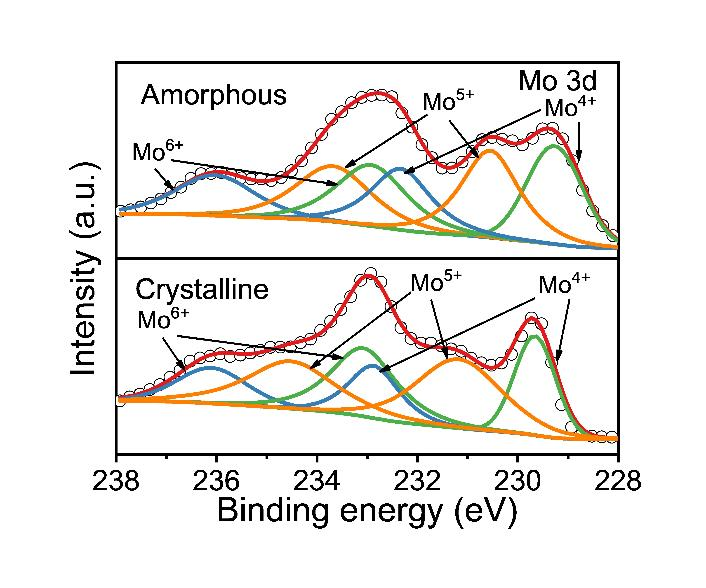 Mo 3d
Amorphous
Mo5+
Mo4+
Mo6+
Crystalline
Mo5+
Mo4+
Mo6+
Intensity (a.u.)
238 236 234 232 230 228
Binding energy (eV)